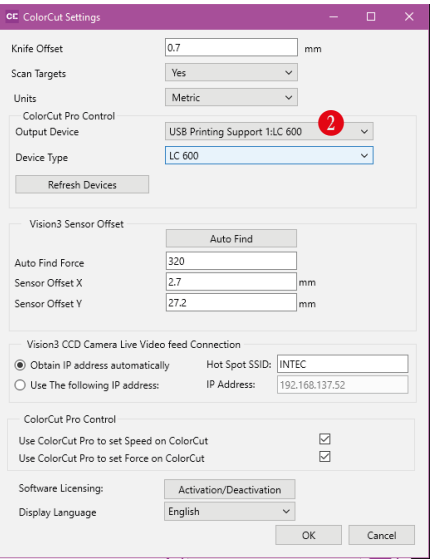 CE ColorCut Settings
Knife Offset 0.7 mm
Scan Targets Yes
Units Metric
ColorCut Pro Control
Output Device USB Printing Support 1:LC 600 2
Device Type LC 600
Refresh Devices
Vision3 Sensor Offset
Auto Find
Auto Find Force 320
Sensor Offset X 2.7 mm
Sensor Offset Y 27.2 mm
Vision3 CCD Camera Live Video feed Connection
Obtain IP address automatically Hot Spot SSID: INTEC
Use The following IP address: IP Address: 192.168.137.52
ColorCut Pro Control
Use ColorCut Pro to set Speed on ColorCut
Use ColorCut Pro to set Force on ColorCut
Software Licensing: Activation/Deactivation
Display Language English
OK Cancel